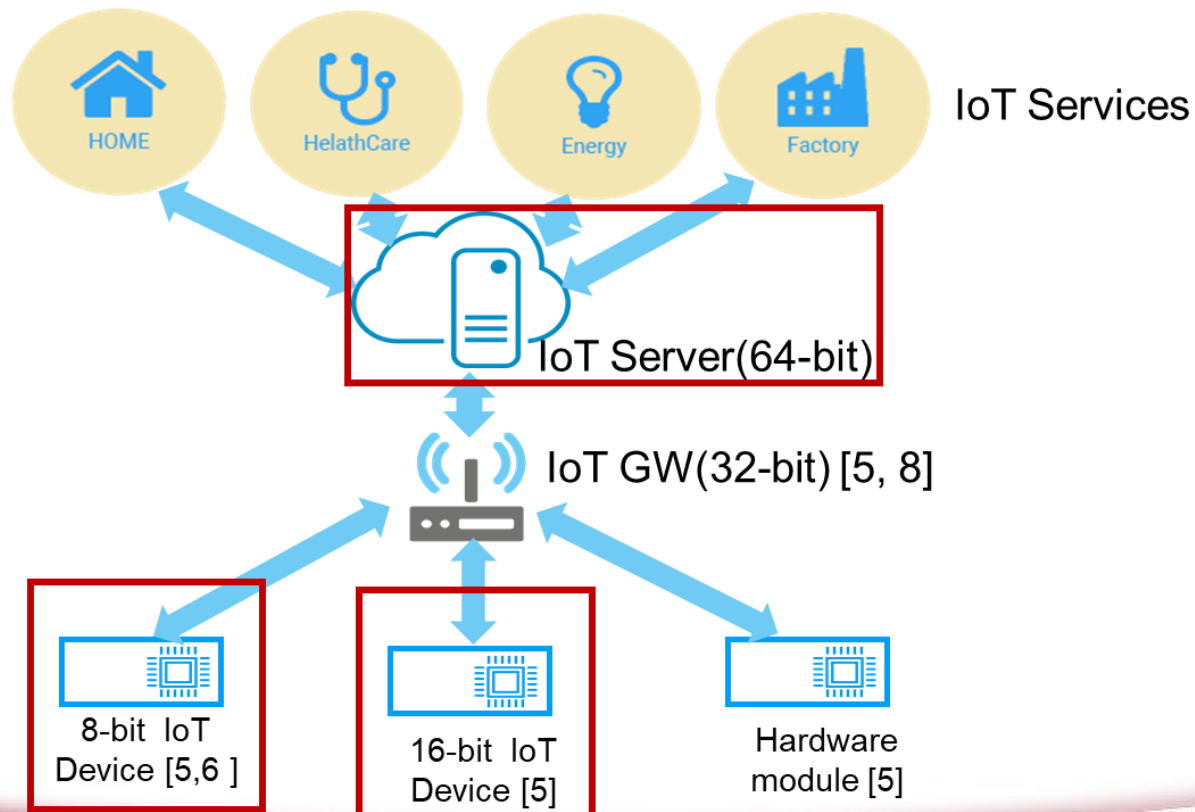 HOME
HelathCare
Energy
Factory
IoT Services
IoT Server(64-bit)
IoT GW(32-bit) [5, 8]
8-bit IoT
Device [5,6 ]
16-bit IoT
Device [5]
Hardware
module [5]